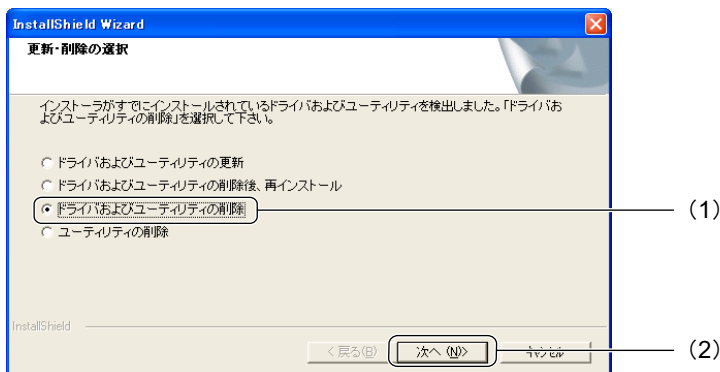 InstallShield Wizard
更新・削除の選択
インストーラがすでにインストールされているドライバおよびユーティリティを検出しました。「ドライバお
よびユーティリティの削除」を選択して下さい。
ドライバおよびユーティリティの更新
ドライバおよびユーティリティの削除後、再インストール
ドライバおよびユーティリティの削除
(1)
ユーティリティの削除
InstallShield
< 戻る(B) 次へ (N)> キャンセル
(2)